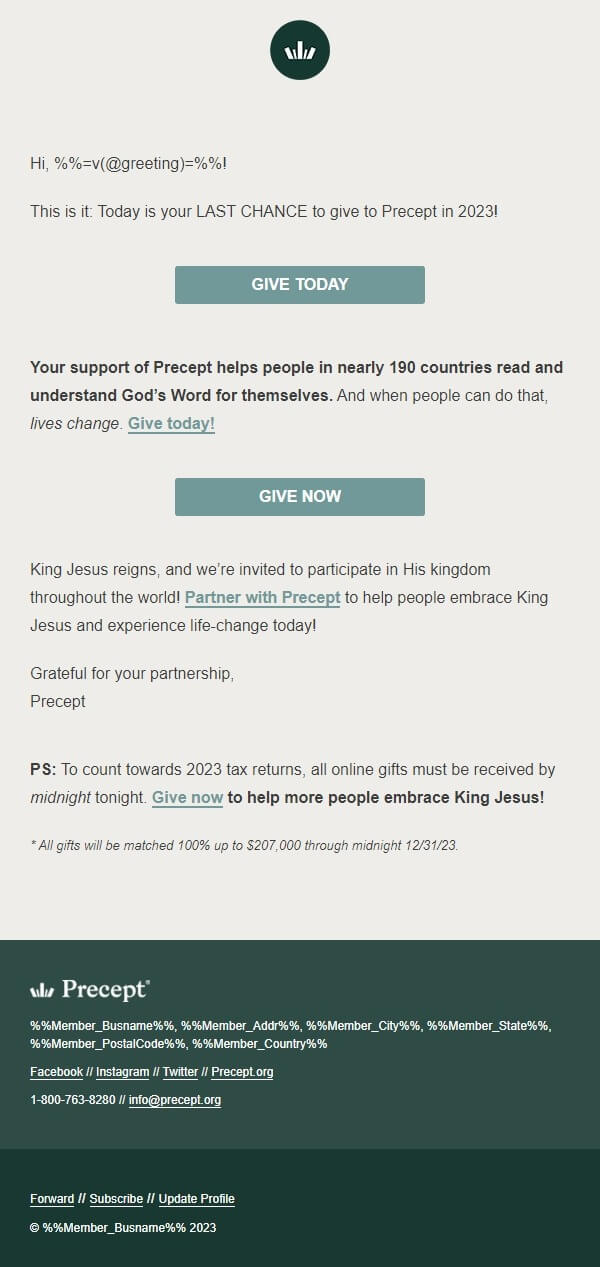 Hi, %%=v(@greeting)=%%!
This is it: Today is your LAST CHANCE to give to Precept in 2023!
GIVE TODAY
Your support of Precept helps people in nearly 190 countries read and
understand God’s Word for themselves. And when people can do that,
lives change. Give today!
GIVE NOW
King Jesus reigns, and we’re invited to participate in His kingdom
throughout the world! Partner with Precept to help people embrace King
Jesus and experience life-change today!
Grateful for your partnership,
Precept
PS: To count towards 2023 tax returns, all online gifts must be received by
midnight tonight. Give now to help more people embrace King Jesus!
* All gifts will be matched 100% up to $207,000 through midnight 12/31/23.
Precept®
%%Member_Busname%%, %%Member_Addr%%, %%Member_City%%, %%Member_State%%,
%%Member_PostalCode%%, %%Member_Country%%
Facebook // Instagram // Twitter // Precept.org
1-800-763-8280 // info@precept.org
Forward // Subscribe // Update Profile
© %%Member_Busname%% 2023